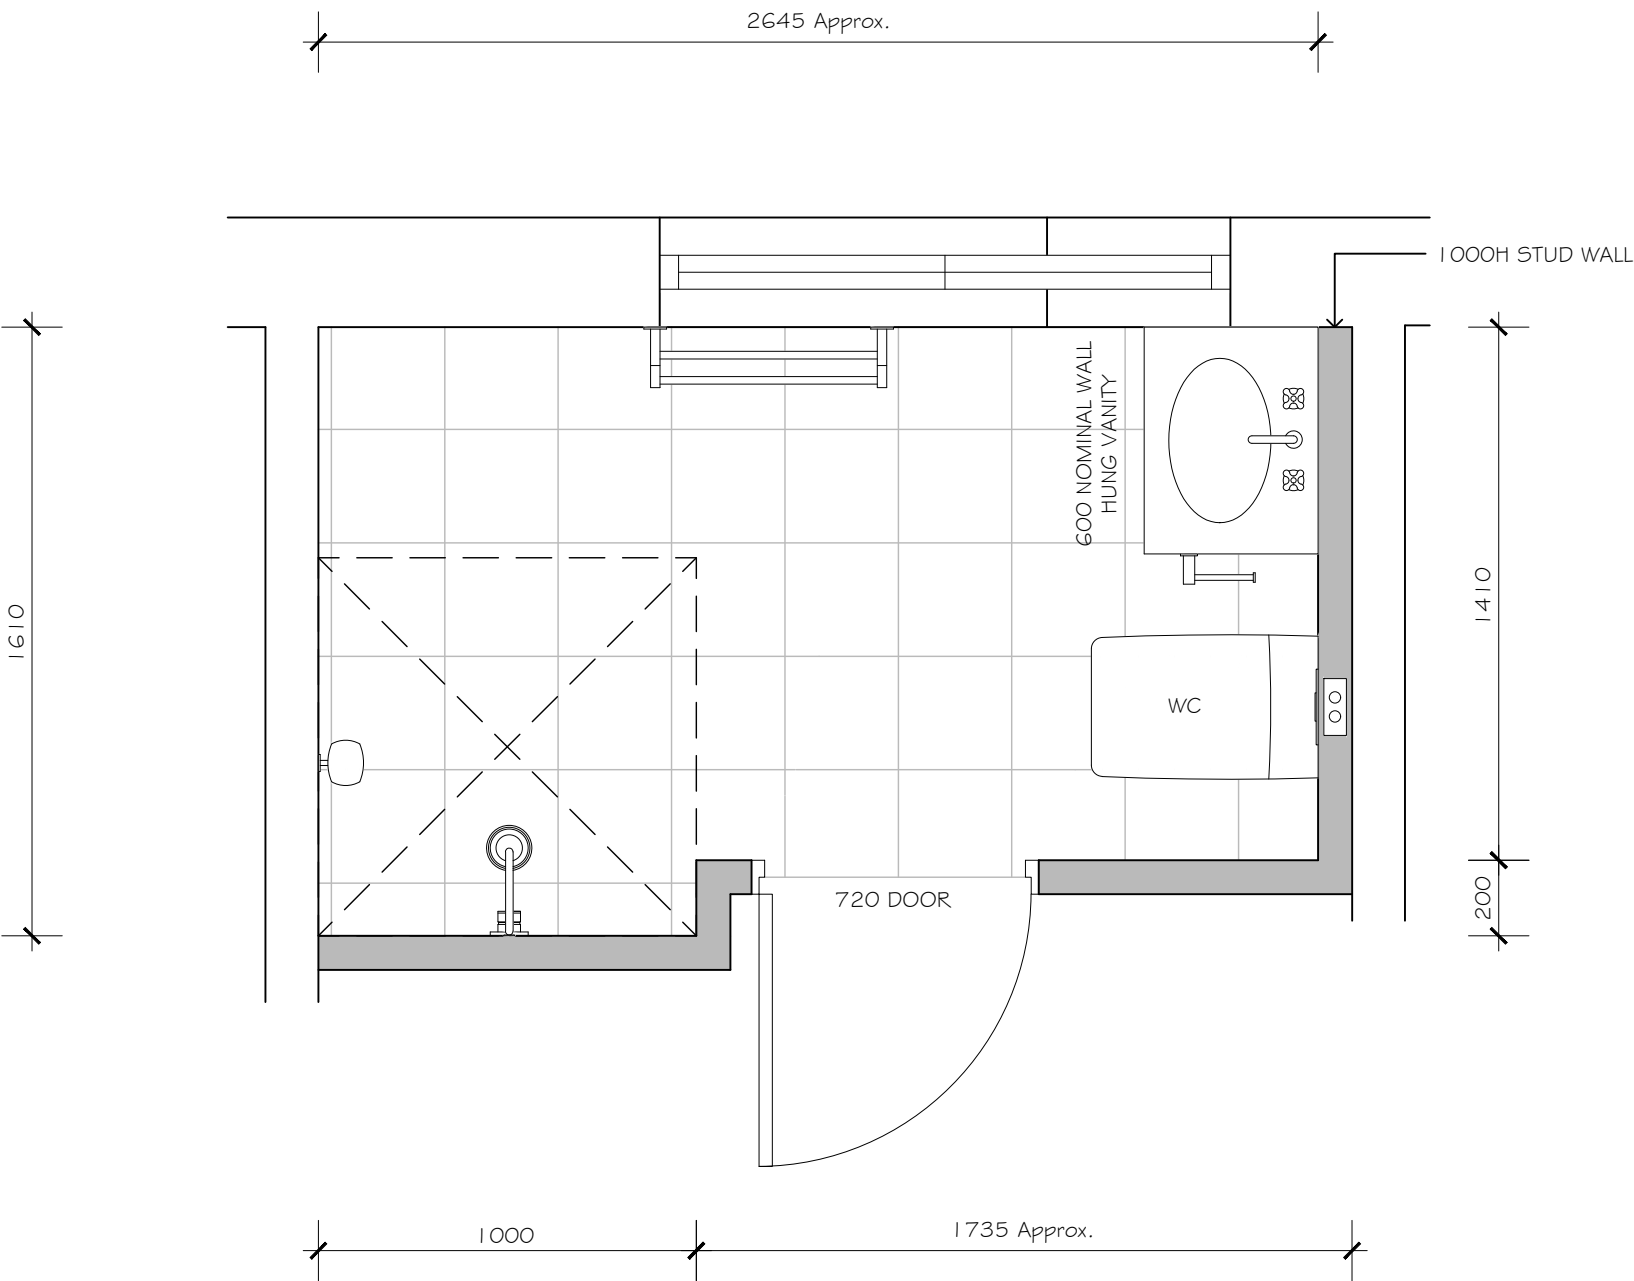 2645 Approx.
1000H STUD WALL
600 NOMINAL WALL
HUNG VANITY
1610
1410
WC
200
720 DOOR
1000
1735 Approx.